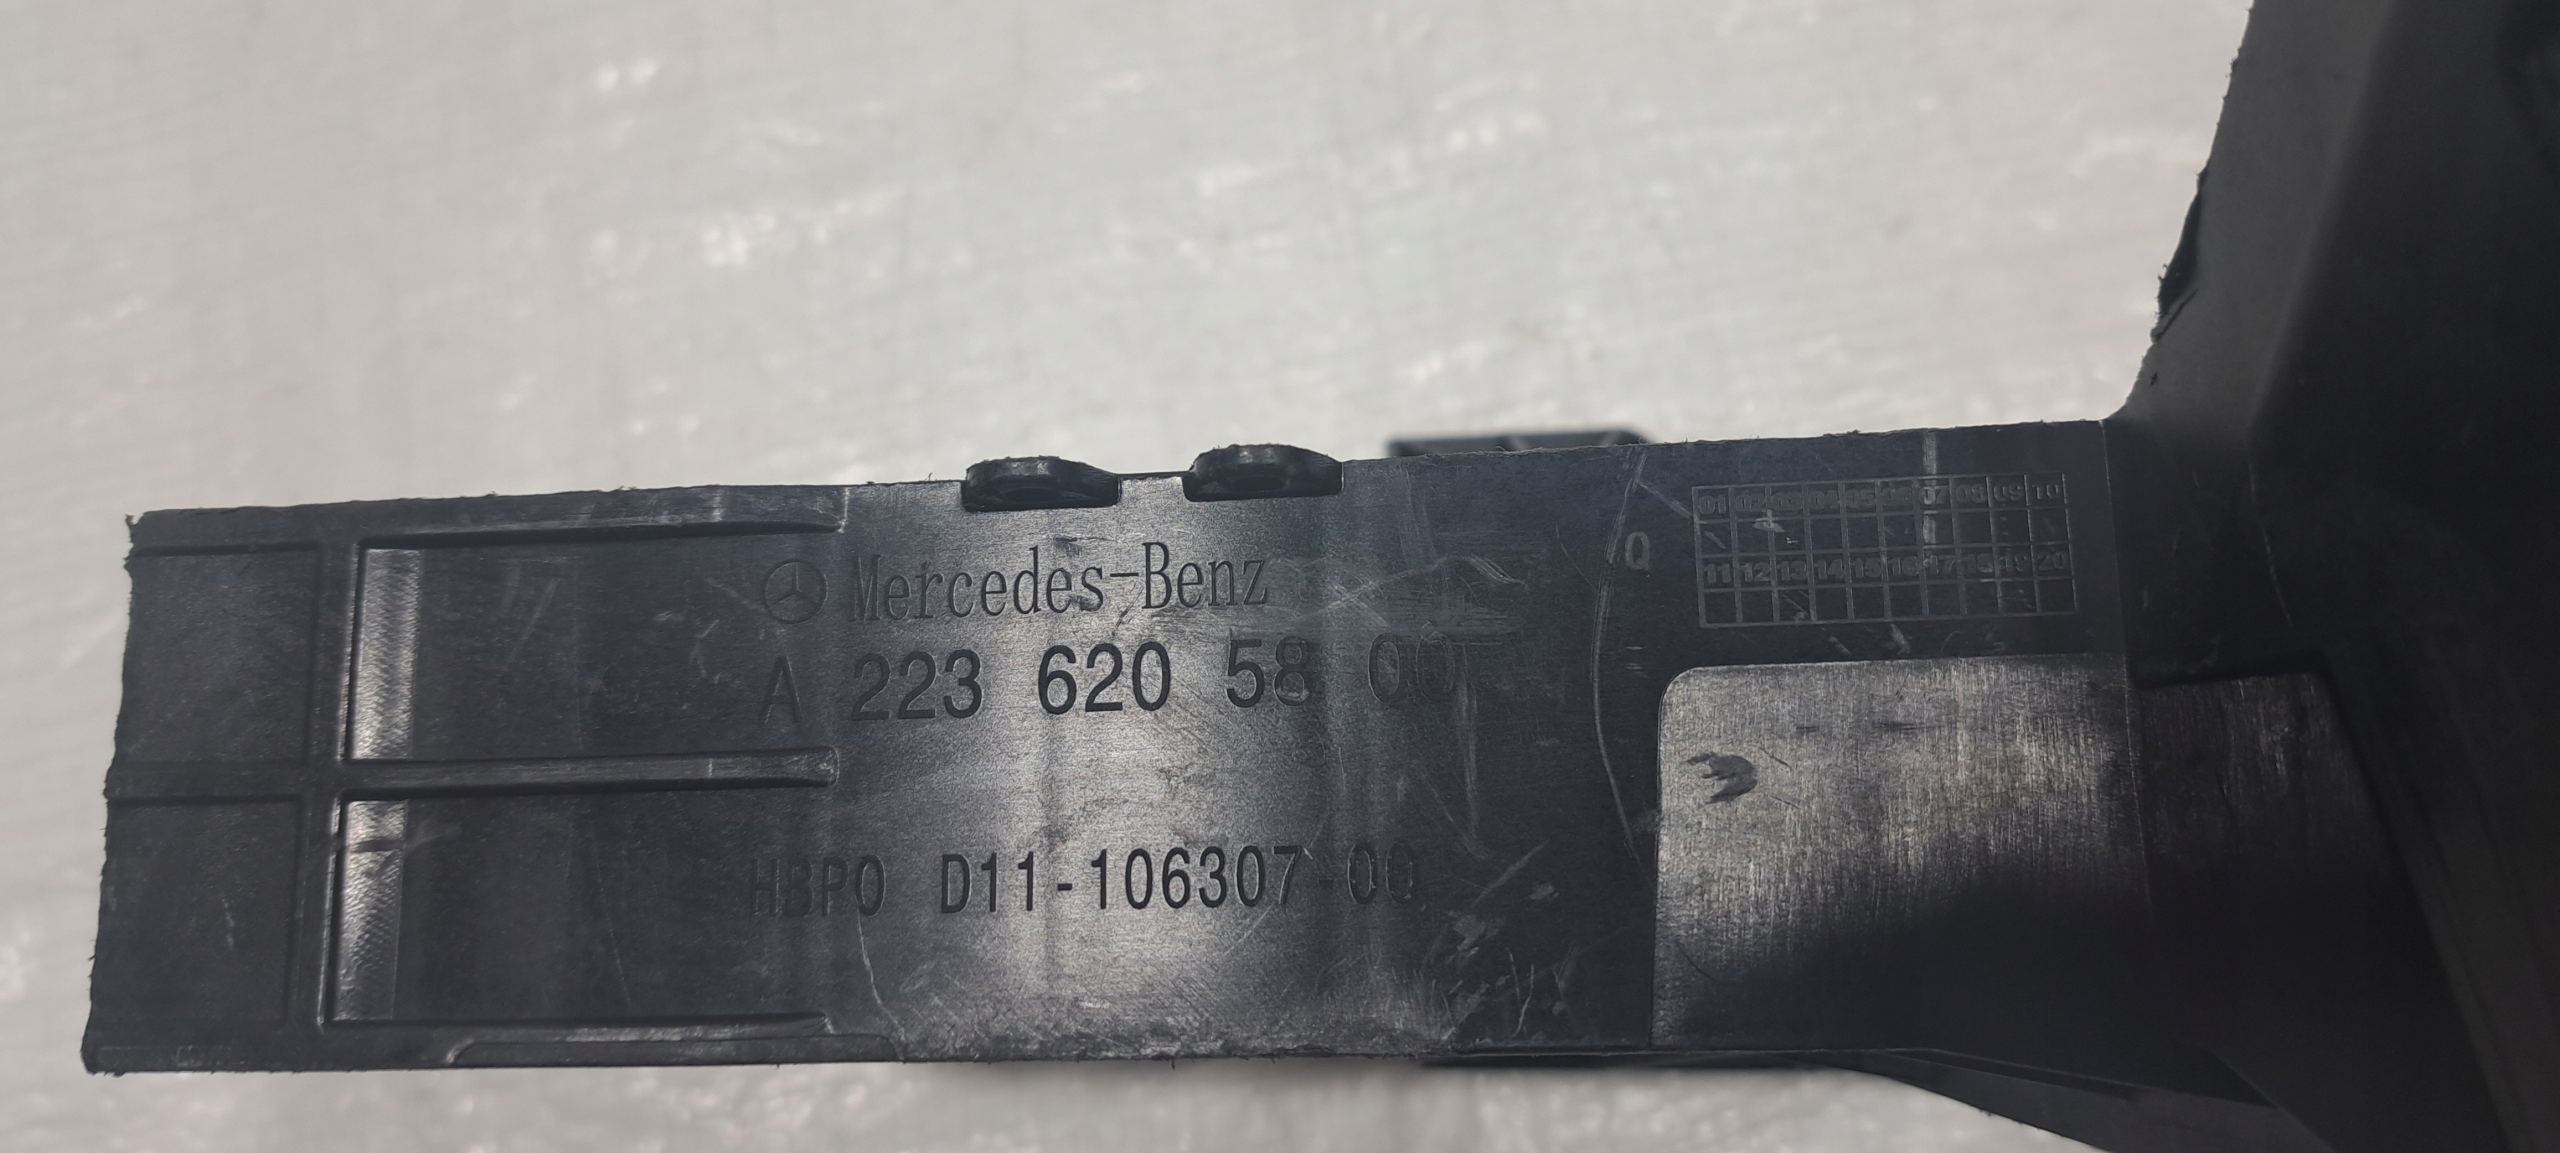 Mercedes-Benz
A 223 620 58 00
HBPO D11-106307-00
Q
01 02 03 04 05 06 07 08 09 10
11 12 13 14 15 16 17 18 19 20